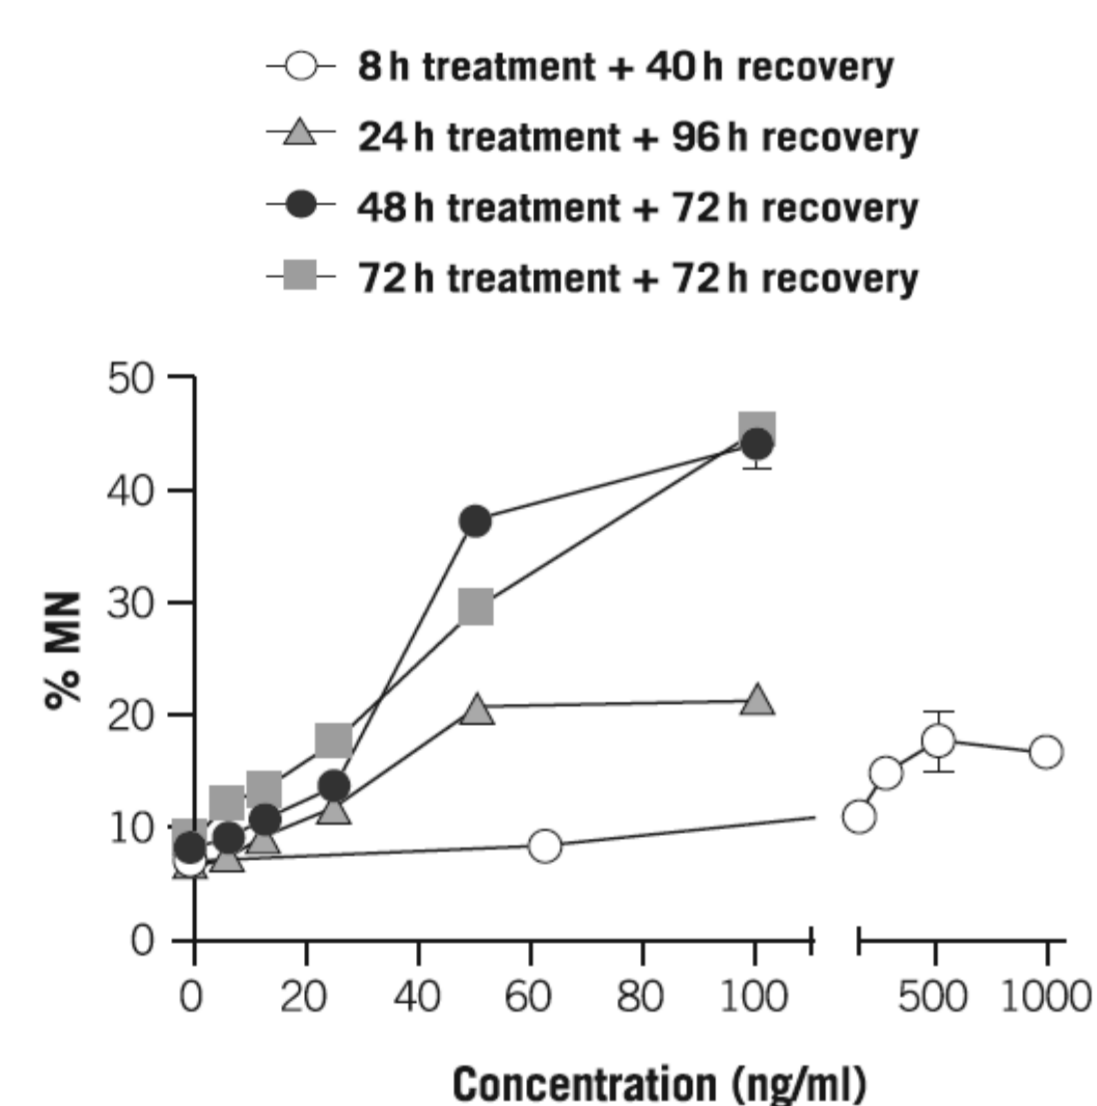 8 h treatment + 40 h recovery
24 h treatment + 96 h recovery
48 h treatment + 72 h recovery
72 h treatment + 72 h recovery
50
40
30
20
10
0
% MN
0 20 40 60 80 100 500 1000
Concentration (ng/ml)